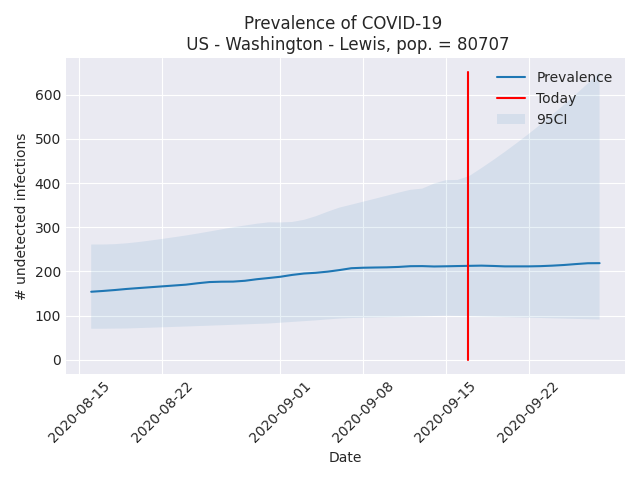 Prevalence of COVID-19
US - Washington - Lewis, pop. = 80707
Prevalence
Today
95CI
# undetected infections
600
500
400
300
200
100
0
2020-08-15
2020-08-22
2020-09-01
2020-09-08
2020-09-15
2020-09-22
Date